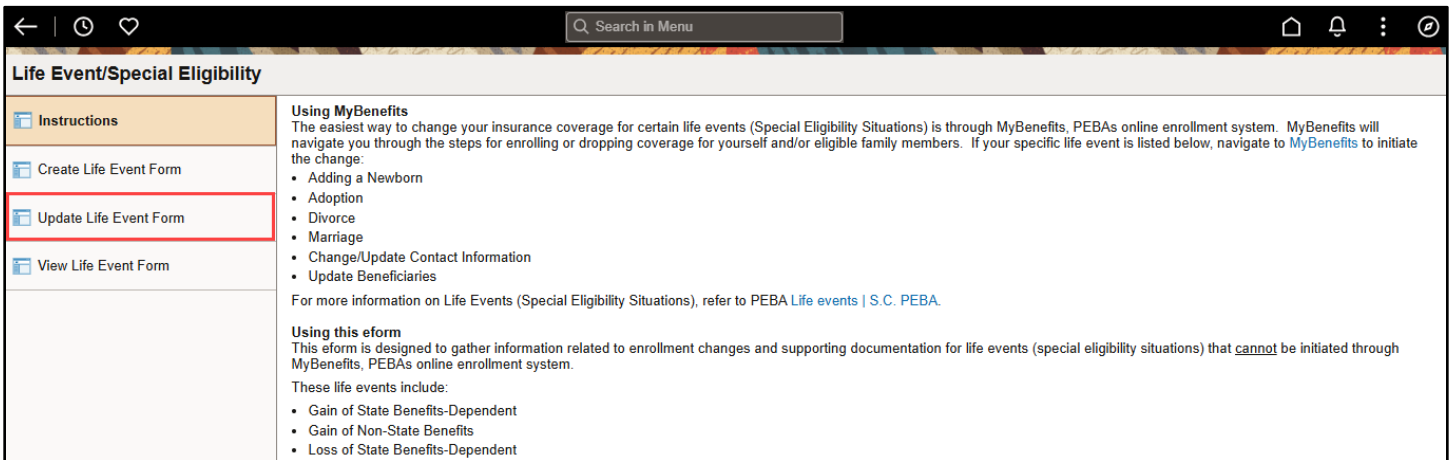 Search in Menu
Life Event/Special Eligibility
Instructions
Create Life Event Form
Update Life Event Form
View Life Event Form
Using MyBenefits
The easiest way to change your insurance coverage for certain life events (Special Eligibility Situations) is through MyBenefits, PEBAs online enrollment system. MyBenefits will
navigate you through the steps for enrolling or dropping coverage for yourself and/or eligible family members. If your specific life event is listed below, navigate to MyBenefits to initiate
the change:
• Adding a Newborn
• Adoption
• Divorce
• Marriage
• Change/Update Contact Information
• Update Beneficiaries
For more information on Life Events (Special Eligibility Situations), refer to PEBA Life events | S.C. PEBA.
Using this eform
This eform is designed to gather information related to enrollment changes and supporting documentation for life events (special eligibility situations) that cannot be initiated through
MyBenefits, PEBAs online enrollment system.
These life events include:
• Gain of State Benefits-Dependent
• Gain of Non-State Benefits
• Loss of State Benefits-Dependent